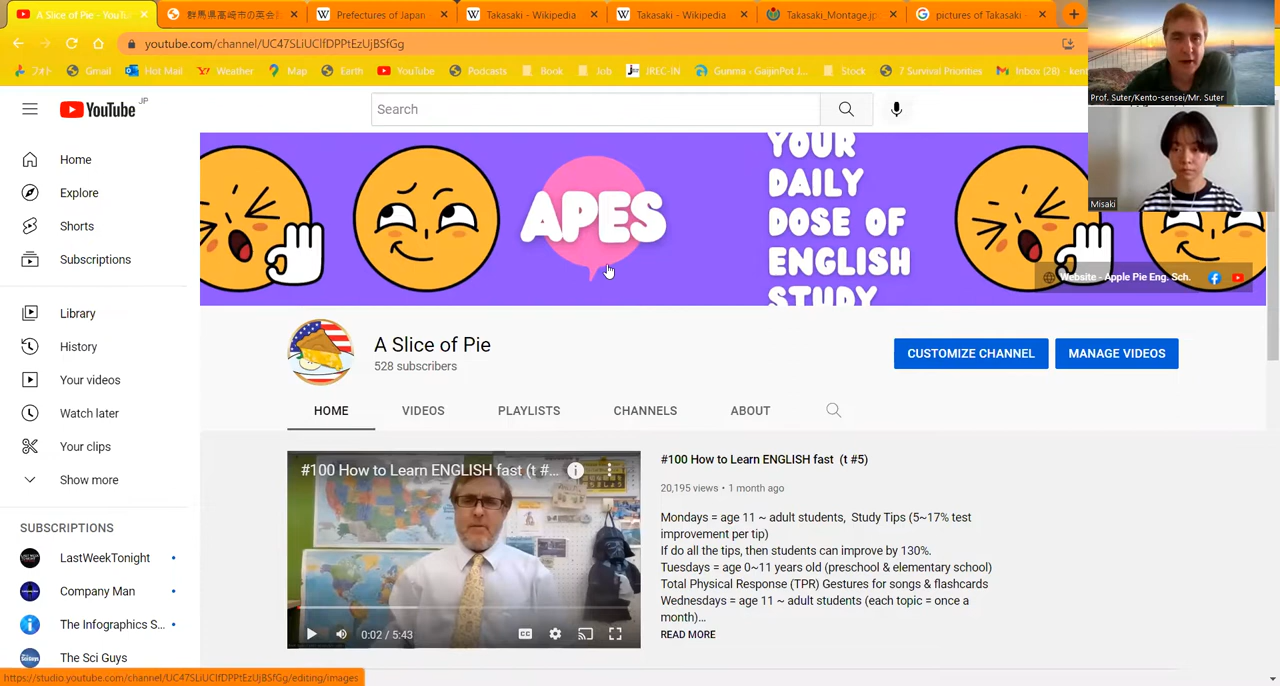 A Slice of Pie - YouTu
群馬県高崎市の英会話
Prefectures of Japan
Takasaki - Wikipedia
Takasaki - Wikipedia
Takasaki_Montage.jp
pictures of Takasaki -
youtube.com/channel/UC47SLiUClfDPPtEzUjBSfGg
フォト
Gmail
Hot Mail
Weather
Map
Earth
YouTube
Podcasts
Book
Job
JREC-IN
Gunma - GaijinPot J...
Stock
7 Survival Priorities
Inbox (28) - ken
Prof. Suter/Kento-sensei/Mr. Suter
Misaki
YouTube JP
Search
Home
Explore
Shorts
Subscriptions
Library
History
Your videos
Watch later
Your clips
Show more
SUBSCRIPTIONS
LastWeekTonight
Company Man
The Infographics S...
The Sci Guys
APES
YOUR
DAILY
DOSE OF
ENGLISH
STUDY
Website - Apple Pie Eng. Sch.
A Slice of Pie
528 subscribers
CUSTOMIZE CHANNEL
MANAGE VIDEOS
HOME
VIDEOS
PLAYLISTS
CHANNELS
ABOUT
#100 How to Learn ENGLISH fast (t #...
0:02 / 5:43
#100 How to Learn ENGLISH fast (t #5)
20,195 views • 1 month ago
Mondays = age 11 ~ adult students, Study Tips (5~17% test
improvement per tip)
If do all the tips, then students can improve by 130%.
Tuesdays = age 0~11 years old (preschool & elementary school)
Total Physical Response (TPR) Gestures for songs & flashcards
Wednesdays = age 11 ~ adult students (each topic = once a
month)...
READ MORE
https://studio.youtube.com/channel/UC47SLiUClfDPPtEzUjBSfGg/editing/images